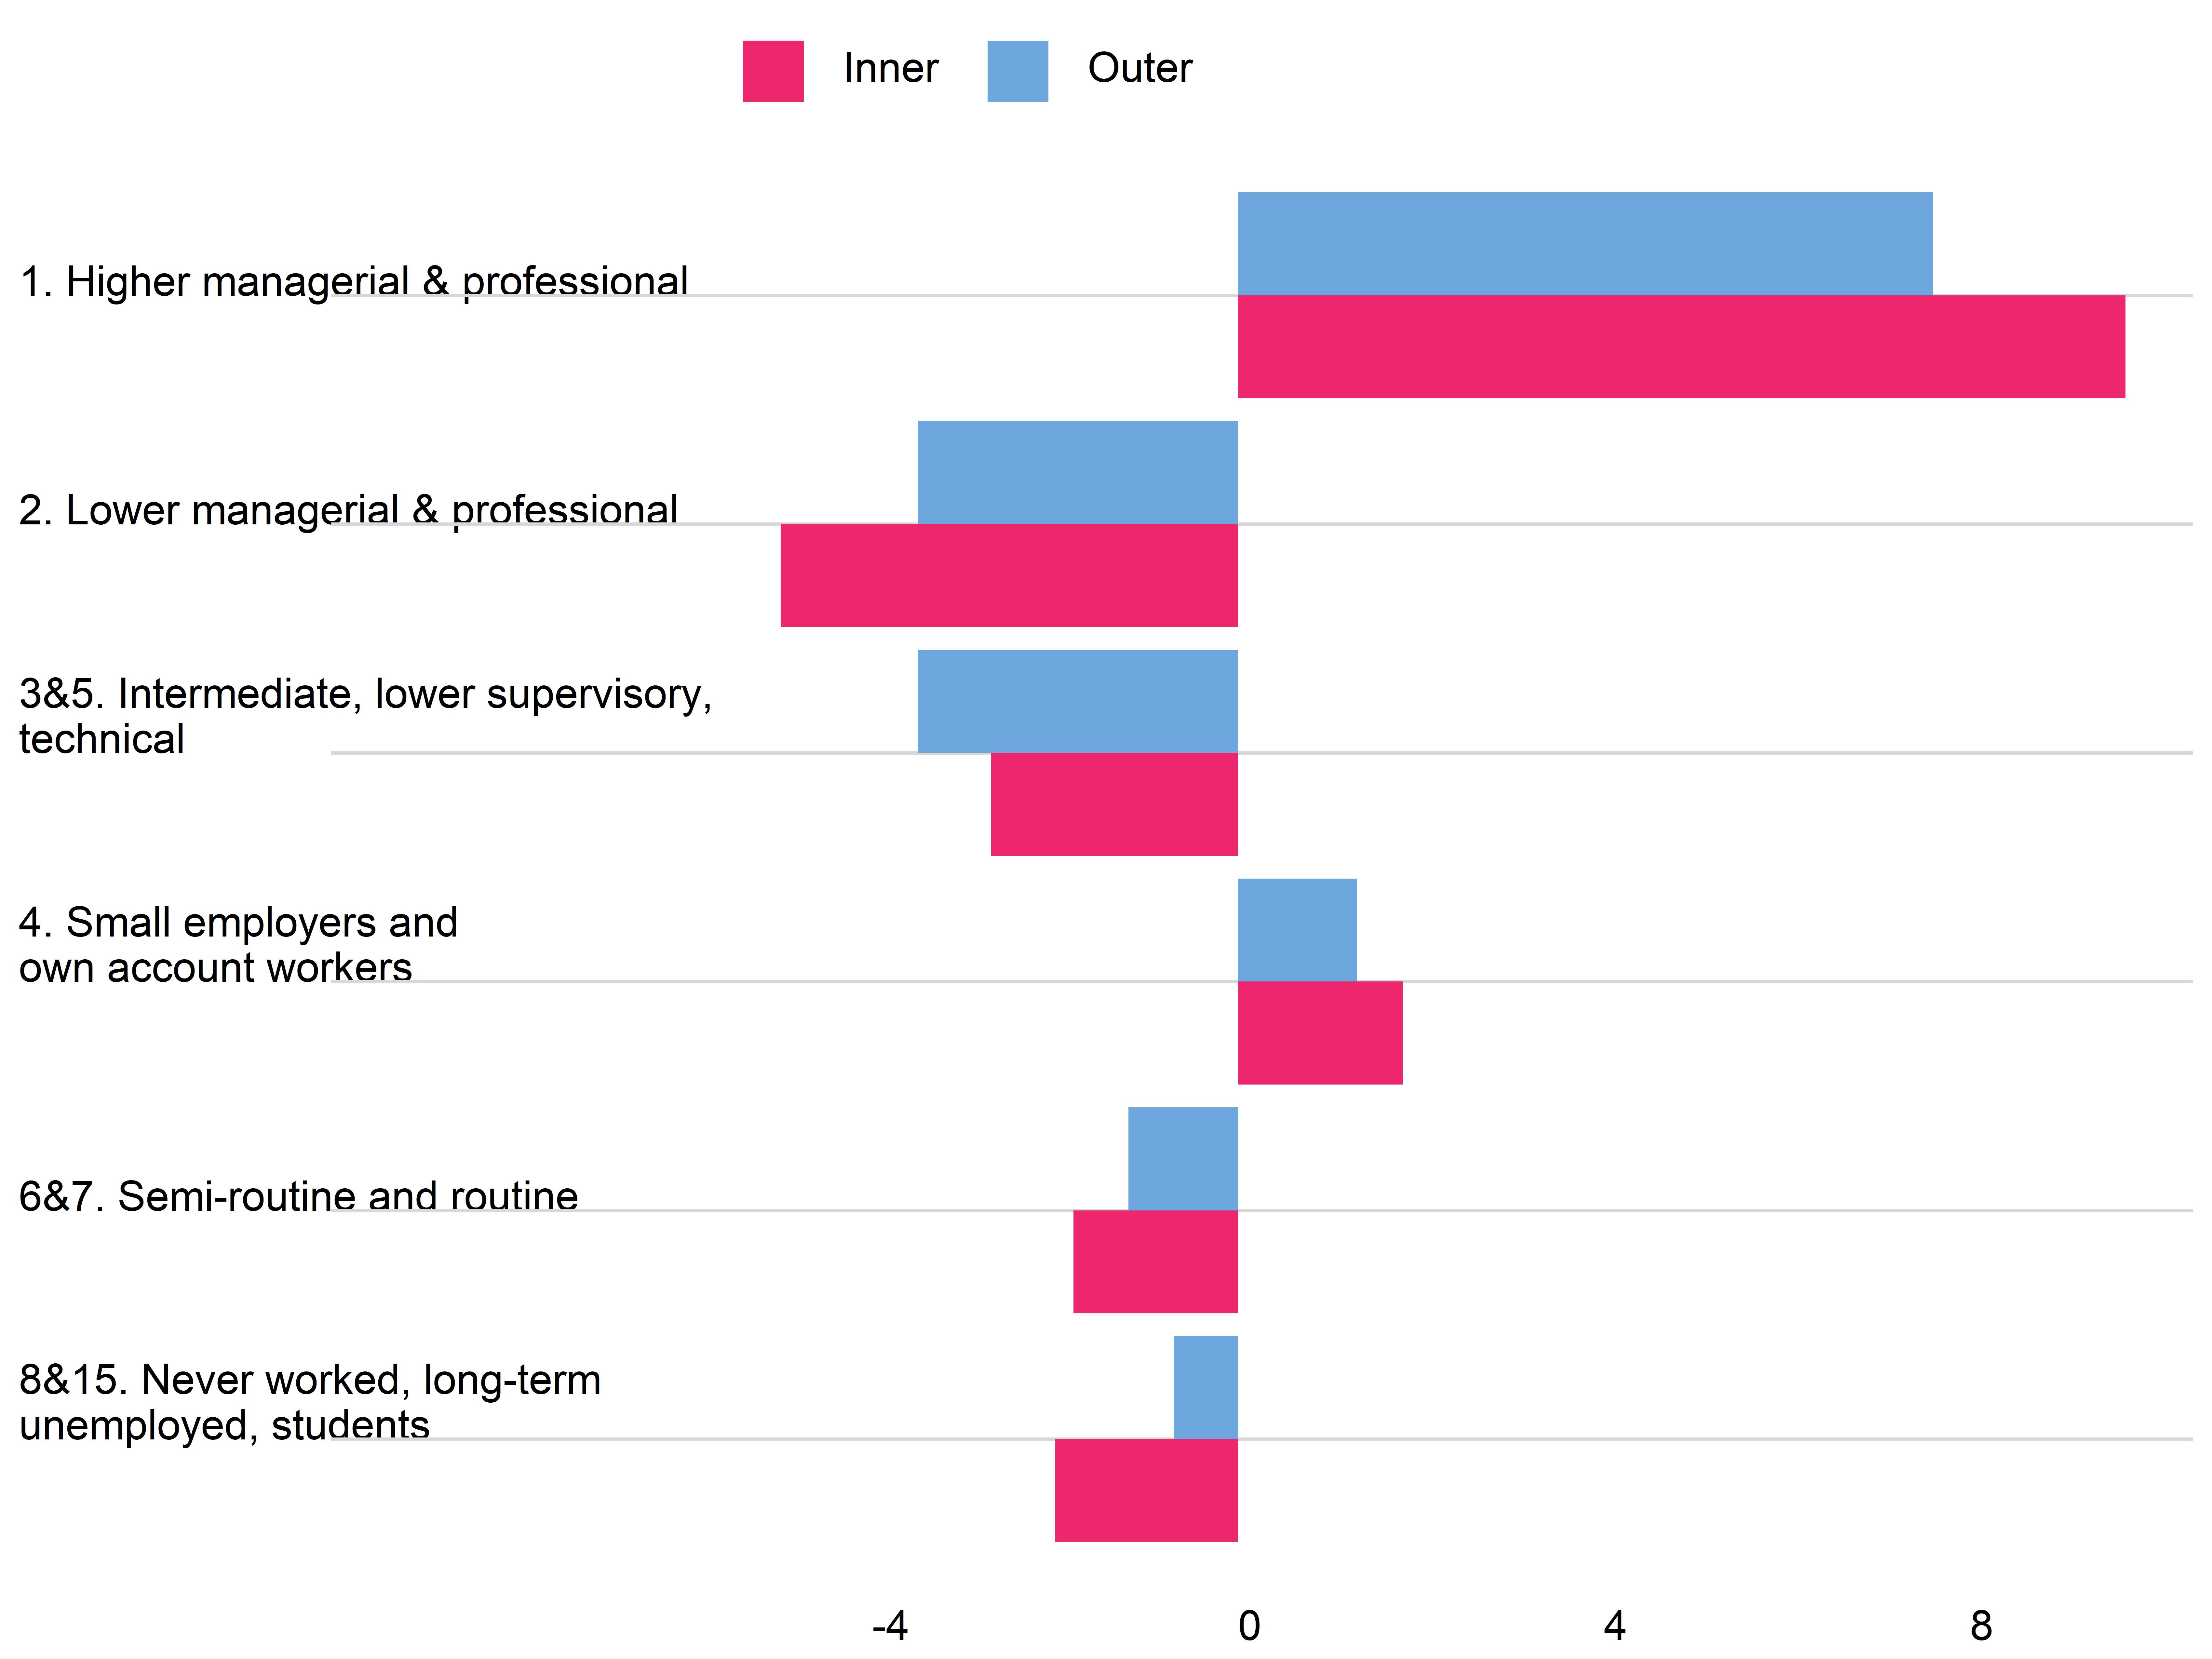 Inner Outer
1. Higher managerial & professional
2. Lower managerial & professional
3&5. Intermediate, lower supervisory,
technical
4. Small employers and
own account workers
6&7. Semi-routine and routine
8&15. Never worked, long-term
unemployed, students
-4 0 4 8